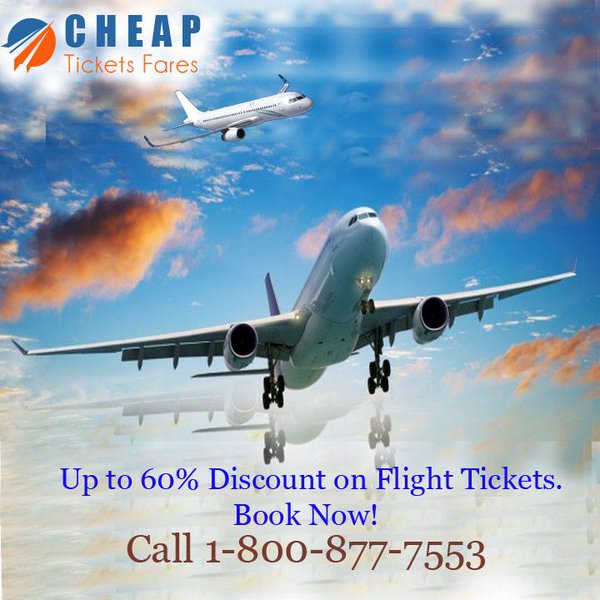 CHEAP
Tickets Fares
Up to 60% Discount on Flight Tickets.
Book Now!
Call 1-800-877-7553